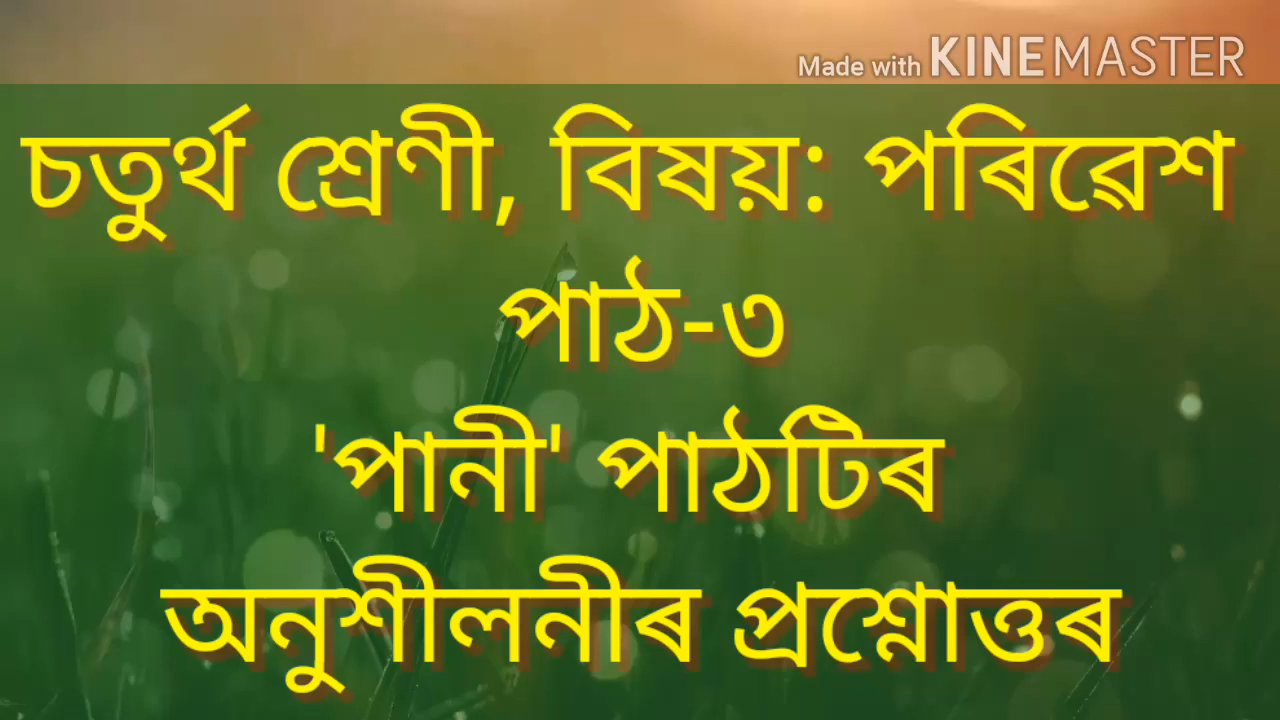 Made with KINEMASTER
চতুৰ্থ শ্ৰেণী, বিষয়: পৰিৱেশ
পাঠ-৩
'পানী' পাঠটিৰ
অনুশীলনীৰ প্ৰশ্নোত্তৰ